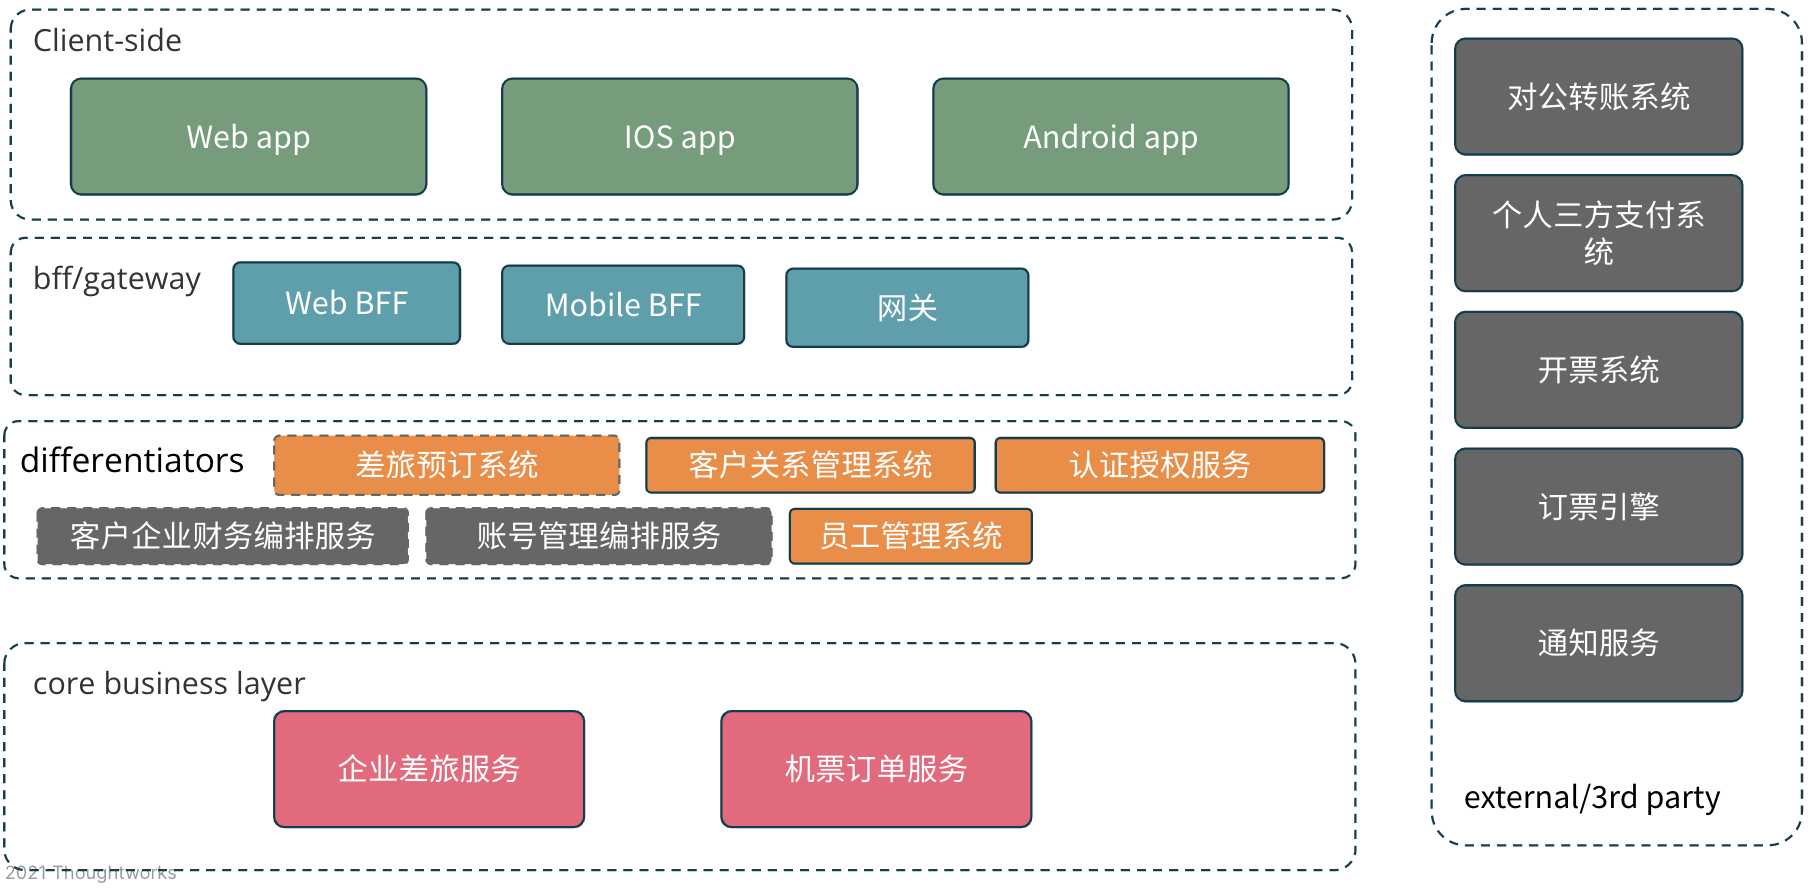 Client-side
Web app
IOS app
Android app
bff/gateway
Web BFF
Mobile BFF
网关
differentiators
差旅预订系统
客户关系管理系统
认证授权服务
客户企业财务编排服务
账号管理编排服务
员工管理系统
core business layer
企业差旅服务
机票订单服务
2021 Thoughtworks
对公转账系统
个人三方支付系
统
开票系统
订票引擎
通知服务
external/3rd party